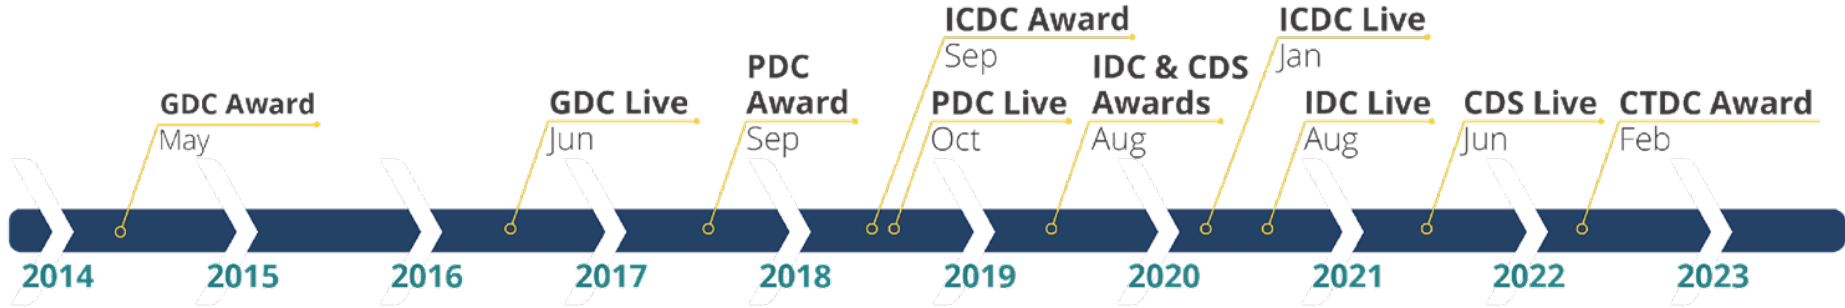 GDC Award
May
GDC Live
Jun
PDC
Award
Sep
ICDC Award
Sep
PDC Live
Oct
IDC & CDS
Awards
Aug
ICDC Live
Jan
IDC Live
Aug
CDS Live
Jun
CTDC Award
Feb
2014
2015
2016
2017
2018
2019
2020
2021
2022
2023